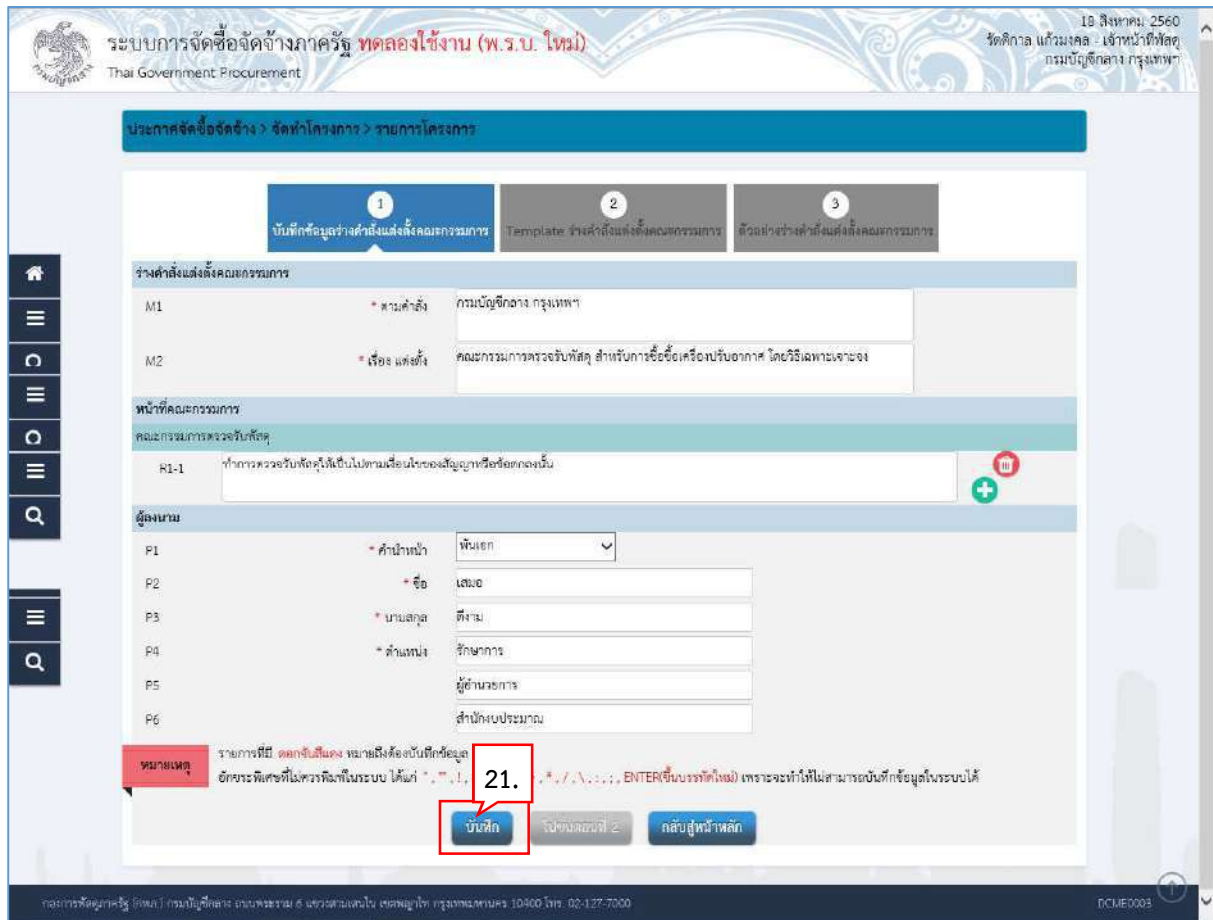 18 สิงหาคม 2560
ระบบการจัดซื้อจัดจ้างภาครัฐ ทดลองใช้งาน (พ.ร.บ. ใหม่)
รัตติกาล แก้วมงคล - เจ้าหน้าที่พัสดุ
Thai Government Procurement
กรมบัญชีกลาง กรุงเทพฯ
ประกาศจัดซื้อจัดจ้าง > จัดทำโครงการ > รายการโครงการ
1 2 3
บันทึกข้อมูลร่างคำสั่งแต่งตั้งคณะกรรมการ Template ร่างคำสั่งแต่งตั้งคณะกรรมการ ตัวอย่างร่างคำสั่งแต่งตั้งคณะกรรมการ
ร่างคำสั่งแต่งตั้งคณะกรรมการ
M1 * ตามคำสั่ง กรมบัญชีกลาง กรุงเทพฯ
M2 * เรื่อง แต่งตั้ง คณะกรรมการตรวจรับพัสดุ สำหรับการซื้อซื้อเครื่องปรับอากาศ โดยวิธีเฉพาะเจาะจง
หน้าที่คณะกรรมการ
คณะกรรมการตรวจรับพัสดุ
R1-1 ทำการตรวจรับพัสดุให้เป็นไปตามเงื่อนไขของสัญญาหรือข้อตกลงนั้น
ผู้ลงนาม
P1 * คำนำหน้า พันเอก
P2 * ชื่อ เสมอ
P3 * นามสกุล ดีงาม
P4 * ตำแหน่ง รักษาการ
P5 ผู้อำนวยการ
P6 สำนักงบประมาณ
หมายเหตุ รายการที่มี ดอกจันสีแดง หมายถึงต้องบันทึกข้อมูล
อักขระพิเศษที่ไม่ควรพิมพ์ในระบบ ได้แก่ ENTER(ขึ้นบรรทัดใหม่) เพราะจะทำให้ไม่สามารถบันทึกข้อมูลในระบบได้
21.
บันทึก ไปขั้นตอนที่ 2 กลับสู่หน้าหลัก
กองการพัสดุภาครัฐ (กพภ.) กรมบัญชีกลาง ถนนพระราม 6 แขวงสามเสนใน เขตพญาไท กรุงเทพมหานคร 10400 โทร. 02-127-7000 DCME0003